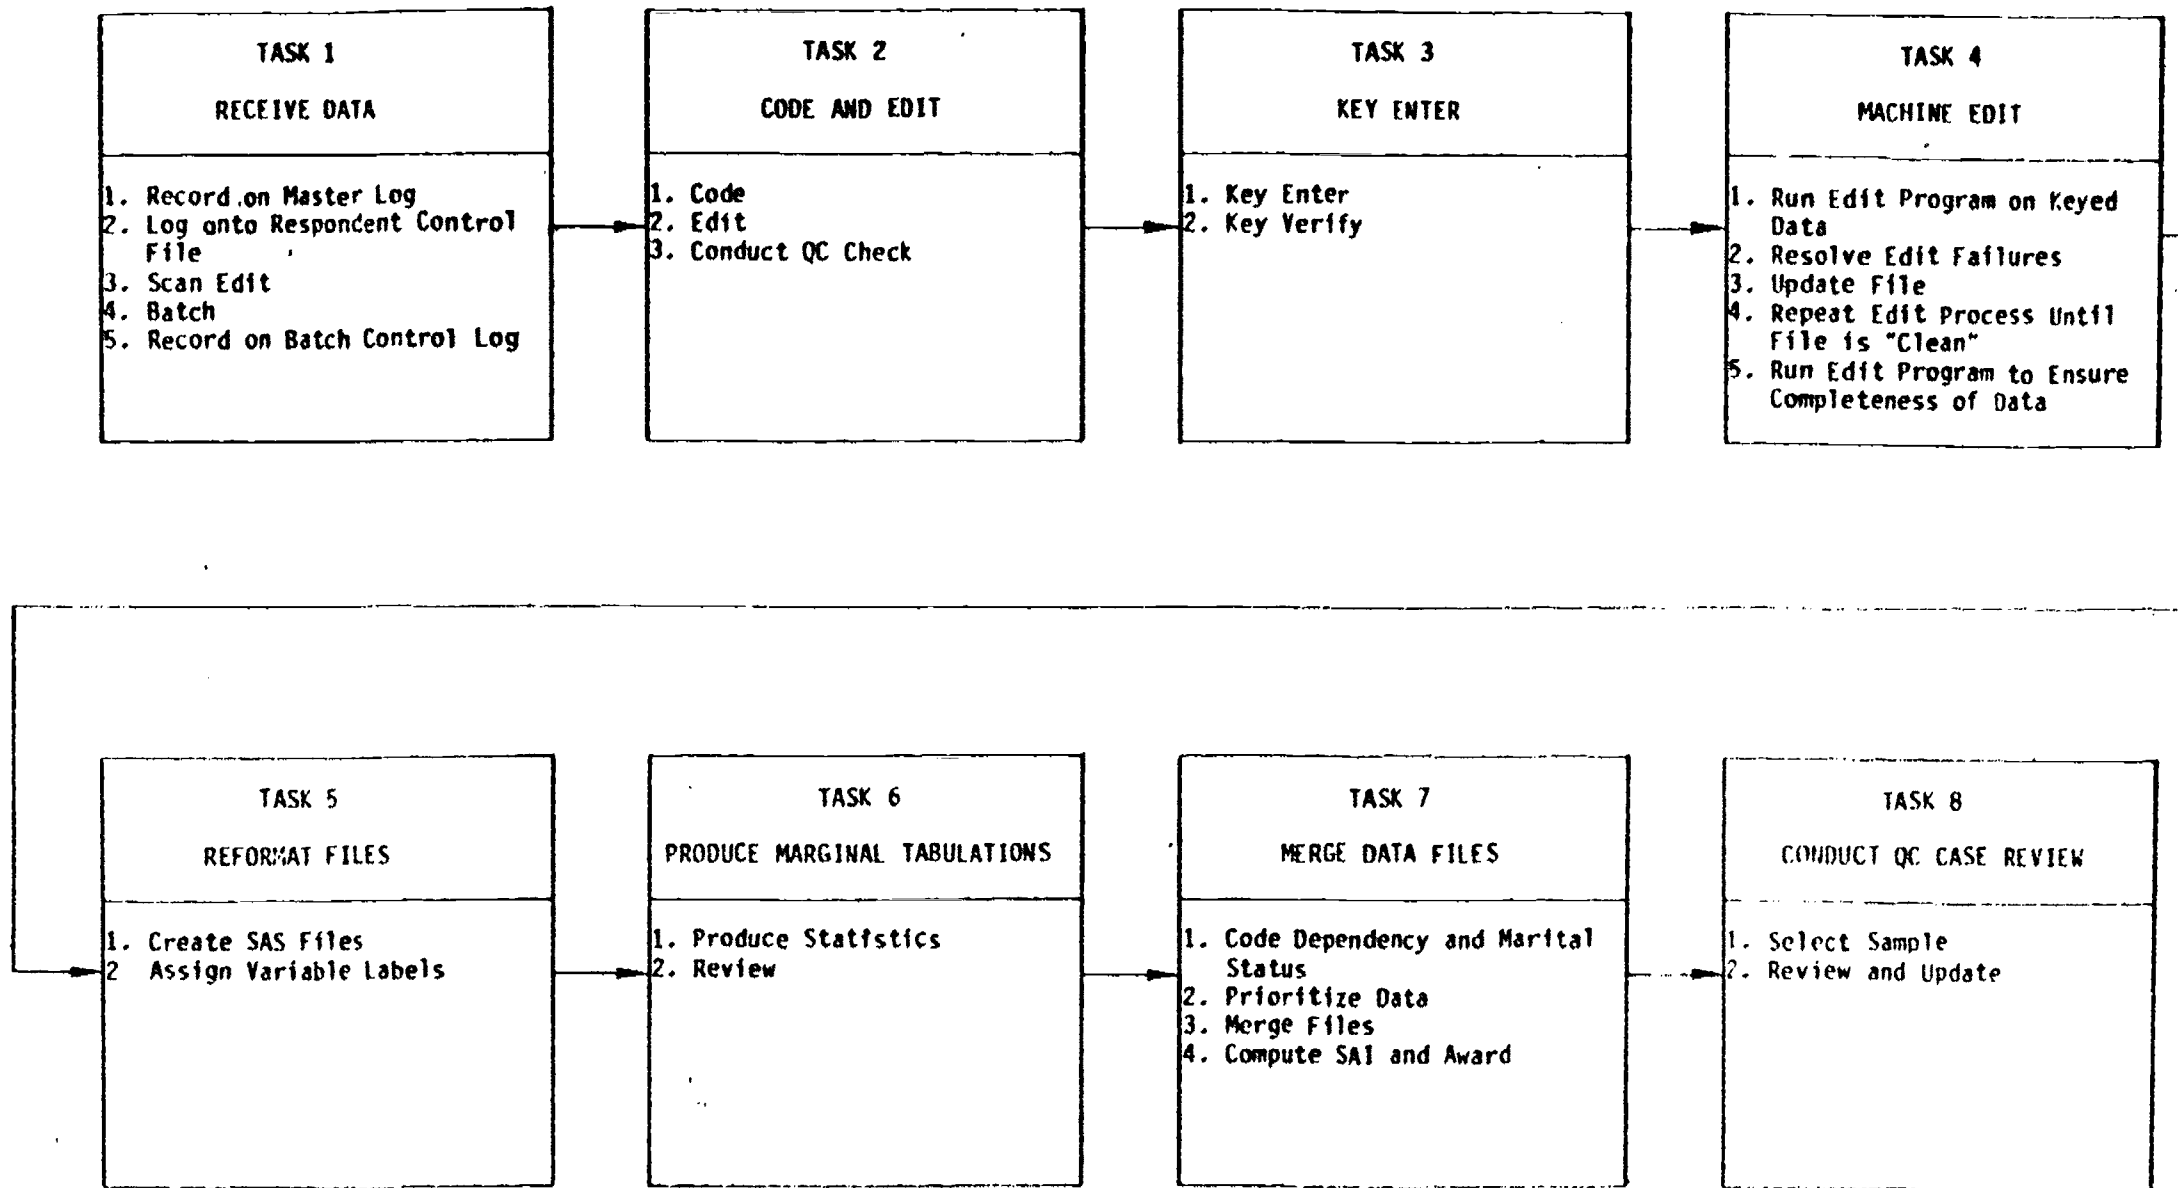 TASK 1
RECEIVE DATA
1. Record on Master Log
2. Log onto Respondent Control
File
3. Scan Edit
4. Batch
5. Record on Batch Control Log
TASK 2
CODE AND EDIT
1. Code
2. Edit
3. Conduct QC Check
TASK 3
KEY ENTER
1. Key Enter
2. Key Verify
TASK 4
MACHINE EDIT
1. Run Edit Program on Keyed
Data
2. Resolve Edit Failures
3. Update File
4. Repeat Edit Process Until
File is "Clean"
5. Run Edit Program to Ensure
Completeness of Data
TASK 5
REFORMAT FILES
1. Create SAS Files
2 Assign Variable Labels
TASK 6
PRODUCE MARGINAL TABULATIONS
1. Produce Statistics
2. Review
TASK 7
MERGE DATA FILES
1. Code Dependency and Marital
Status
2. Prioritize Data
3. Merge Files
4. Compute SAI and Award
TASK 8
CONDUCT QC CASE REVIEW
1. Select Sample
2. Review and Update